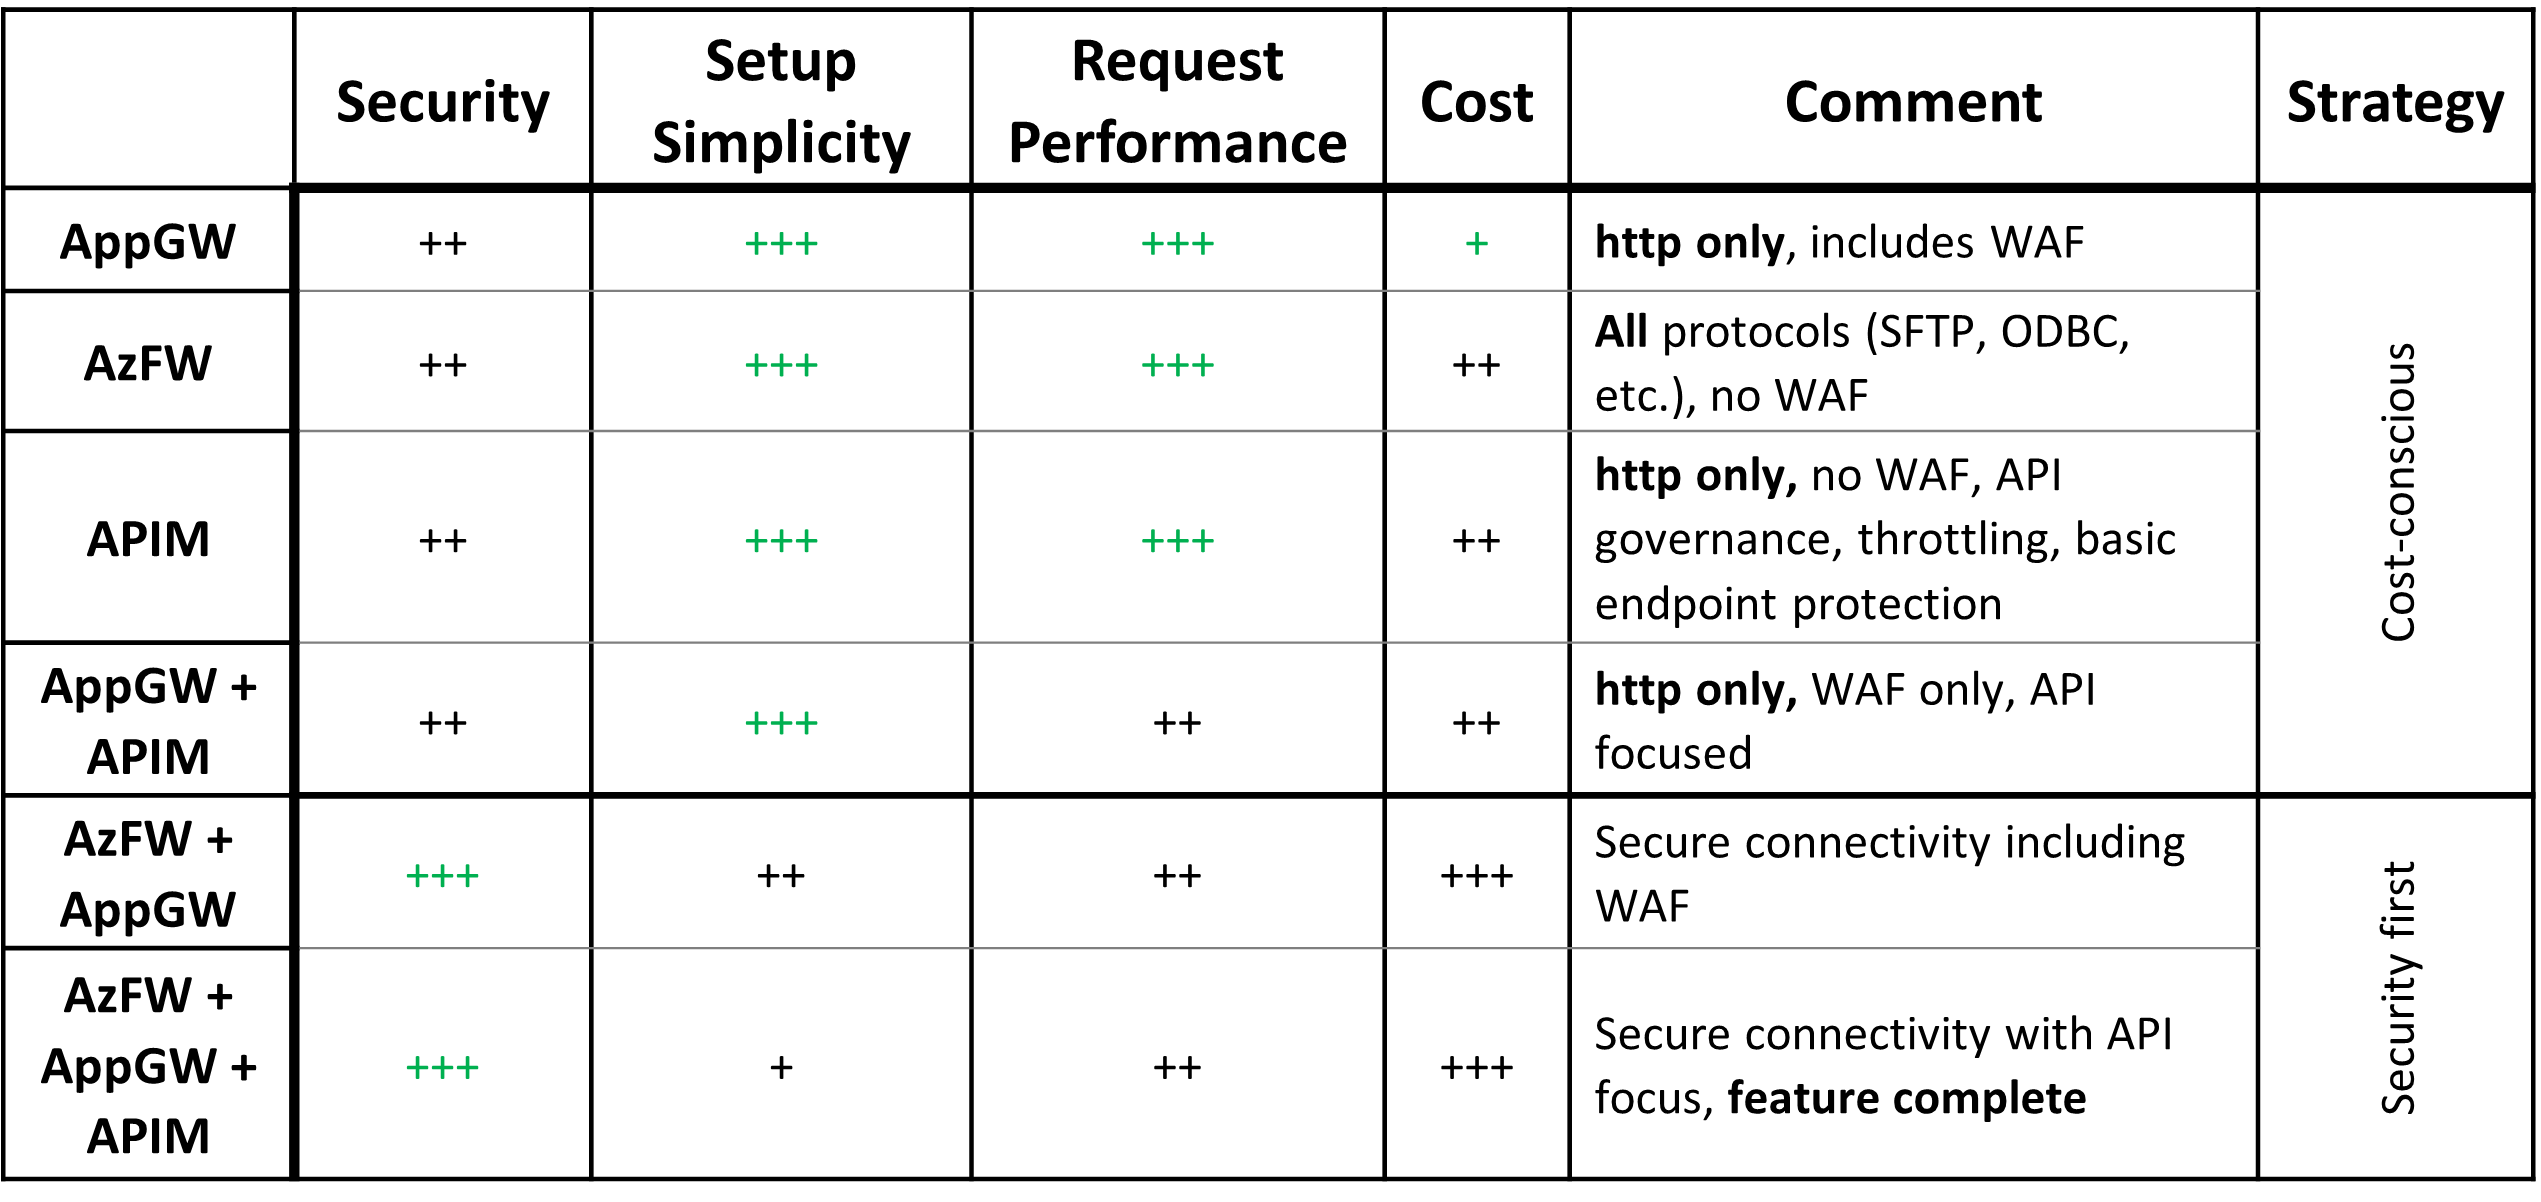 Security
Setup
Simplicity
Request
Performance
Cost
Comment
Strategy
AppGW
++
+++
+++
+
http only, includes WAF
AzFW
++
+++
+++
++
All protocols (SFTP, ODBC,
etc.), no WAF
APIM
++
+++
+++
++
http only, no WAF, API
governance, throttling, basic
endpoint protection
AppGW +
APIM
++
+++
++
++
http only, WAF only, API
focused
Cost-conscious
AzFW +
AppGW
+++
++
++
+++
Secure connectivity including
WAF
AzFW +
AppGW +
APIM
+++
+
++
+++
Secure connectivity with API
focus, feature complete
Security first